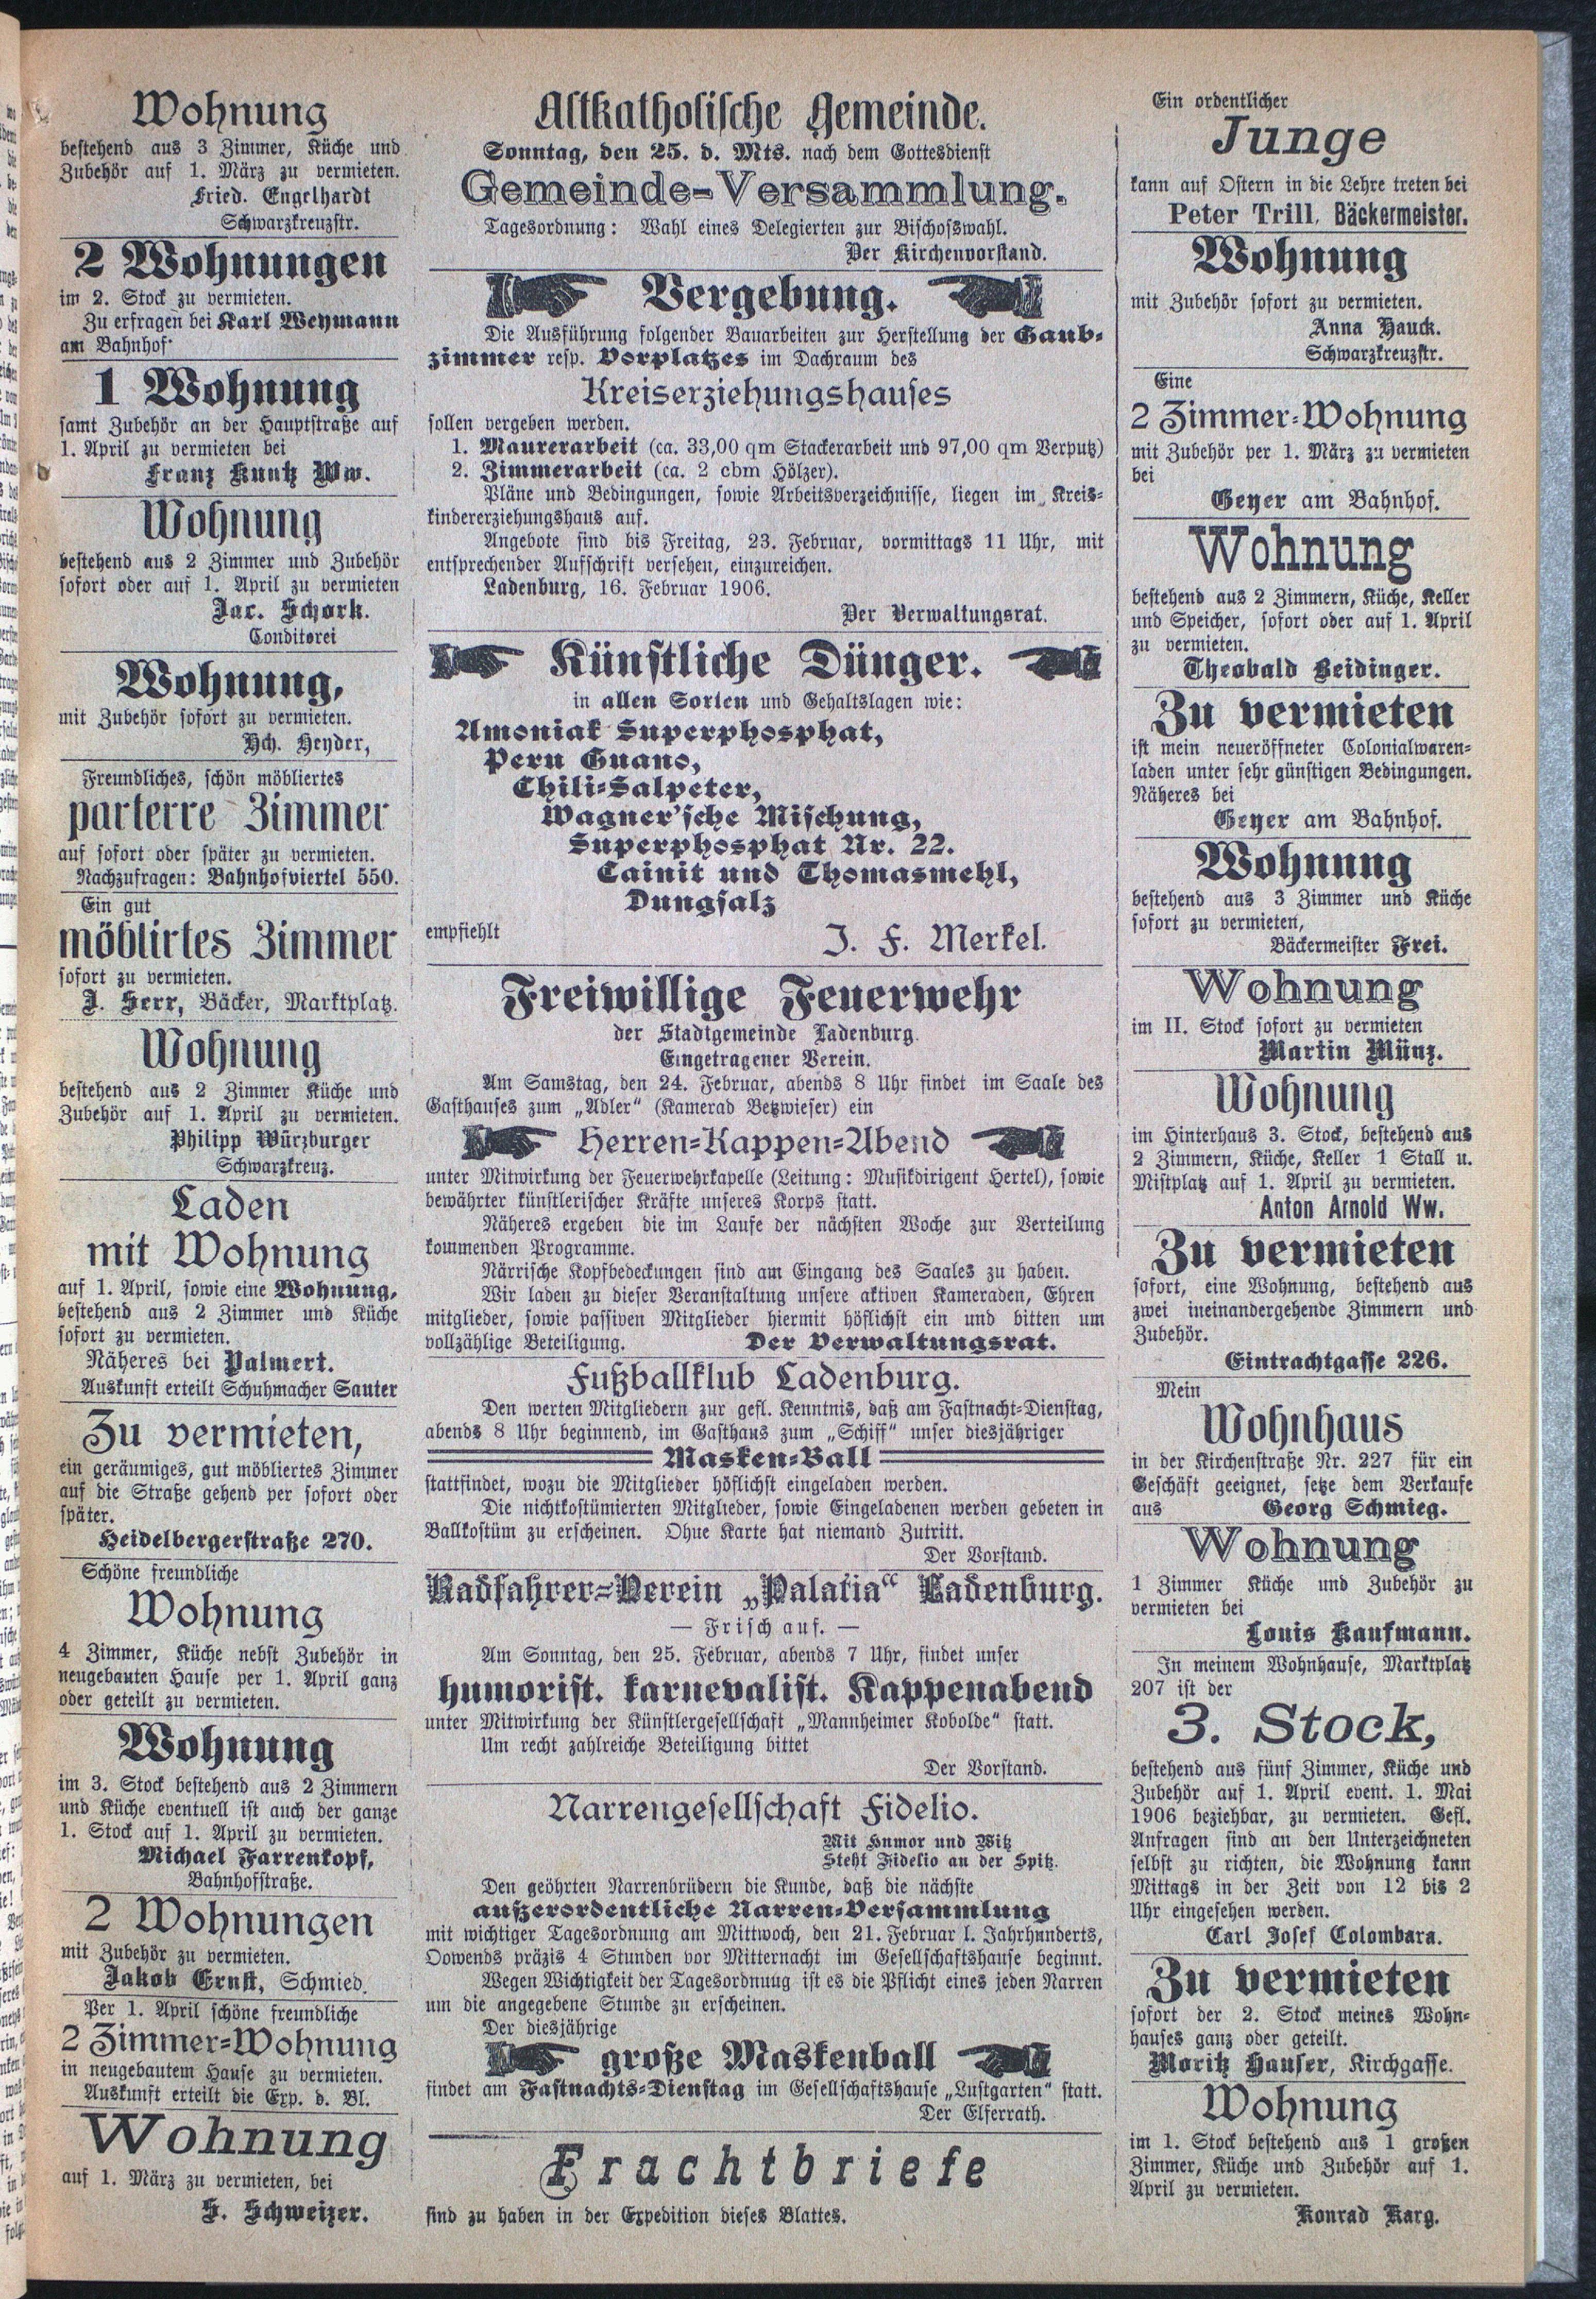 Wohnung
bestehend aus 3 Zimmer, Küche und
Zubehör auf 1. März zu vermieten.
Fried. Engelhardt
Schwarzkreuzstr.
2 Wohnungen
im 2. Stock zu vermieten.
Zu erfragen bei Karl Weymann
am Bahnhof
1 Wohnung
samt Zubehör an der Hauptstraße auf
1. April zu vermieten bei
Franz Kuntz Ww.
Wohnung
bestehend aus 2 Zimmer und Zubehör
sofort oder auf 1. April zu vermieten
Jac. Schork.
Conditorei
Wohnung,
mit Zubehör sofort zu vermieten.
Hch. Heyder,
Freundliches, schön möbliertes
parterre Zimmer
auf sofort oder später zu vermieten.
Nachzufragen: Bahnhofviertel 550.
Ein gut
möblirtes Zimmer
sofort zu vermieten.
J. Herr, Bäcker, Marktplatz.
Wohnung
bestehend aus 2 Zimmer Küche und
Zubehör auf 1. April zu vermieten.
Philipp Würzburger
Schwarzkreuz.
Laden
mit Wohnung
auf 1. April, sowie eine Wohnung,
bestehend aus 2 Zimmer und Küche
sofort zu vermieten.
Näheres bei Palmert.
Auskunft erteilt Schuhmacher Sauter
Zu vermieten,
ein geräumiges, gut möbliertes Zimmer
auf die Straße gehend per sofort oder
später.
Heidelbergerstraße 270.
Schöne freundliche
Wohnung
4 Zimmer, Küche nebst Zubehör in
neugebauten Hause per 1. April ganz
oder geteilt zu vermieten.
Wohnung
im 3. Stock bestehend aus 2 Zimmern
und Küche eventuell ist auch der ganze
1. Stock auf 1. April zu vermieten.
Michael Farrenkopf,
Bahnhofstraße.
2 Wohnungen
mit Zubehör zu vermieten.
Jakob Ernst, Schmied.
Per 1. April schöne freundliche
2 Zimmer=Wohnung
in neugebautem Hause zu vermieten.
Auskunft erteilt die Exp. d. Bl.
Wohnung
auf 1. März zu vermieten, bei
S. Schweizer.
Altkatholische Gemeinde.
Sonntag, den 25. d. Mts. nach dem Gottesdienst
Gemeinde=Versammlung.
Tagesordnung: Wahl eines Delegierten zur Bischofswahl.
Der Kirchenvorstand.
Vergebung.
Die Ausführung folgender Bauarbeiten zur Herstellung der Gaub=
zimmer resp. Vorplatzes im Dachraum des
Kreiserziehungshauses
sollen vergeben werden.
1. Maurerarbeit (ca. 33,00 qm Stackerarbeit und 97,00 qm Verputz)
2. Zimmerarbeit (ca. 2 cbm Hölzer).
Pläne und Bedingungen, sowie Arbeitsverzeichnisse, liegen im Kreis=
kindererziehungshaus auf.
Angebote sind bis Freitag, 23. Februar, vormittags 11 Uhr, mit
entsprechender Aufschrift versehen, einzureichen.
Ladenburg, 16. Februar 1906.
Der Verwaltungsrat.
Künstliche Dünger.
in allen Sorten und Gehaltslagen wie:
Amoniak Superphosphat,
Peru Guano,
Chili=Salpeter,
Wagner'sche Mischung,
Superphosphat Nr. 22.
Cainit und Thomasmehl,
Dungsalz
empfiehlt
J. F. Merkel.
Freiwillige Feuerwehr
der Stadtgemeinde Ladenburg.
Eingetragener Verein.
Am Samstag, den 24. Februar, abends 8 Uhr findet im Saale des
Gasthauses zum „Adler“ (Kamerad Betzwieser) ein
Herren=Kappen=Abend
unter Mitwirkung der Feuerwehrkapelle (Leitung: Musikdirigent Hertel), sowie
bewährter künstlerischer Kräfte unseres Korps statt.
Näheres ergeben die im Laufe der nächsten Woche zur Verteilung
kommenden Programme.
Närrische Kopfbedeckungen sind am Eingang des Saales zu haben.
Wir laden zu dieser Veranstaltung unsere aktiven Kameraden, Ehren
mitglieder, sowie passiven Mitglieder hiermit höflichst ein und bitten um
vollzählige Beteiligung. Der Verwaltungsrat.
Fußballklub Ladenburg.
Den werten Mitgliedern zur gefl. Kenntnis, daß am Fastnacht=Dienstag,
abends 8 Uhr beginnend, im Gasthaus zum „Schiff“ unser diesjähriger
Masken=Ball
stattfindet, wozu die Mitglieder höflichst eingeladen werden.
Die nichtkostümierten Mitglieder, sowie Eingeladenen werden gebeten in
Ballkostüm zu erscheinen. Ohue Karte hat niemand Zutritt.
Der Vorstand.
Radfahrer=Verein „Palatia“ Ladenburg.
— Frisch auf. —
Am Sonntag, den 25. Februar, abends 7 Uhr, findet unser
humorist. karnevalist. Kappenabend
unter Mitwirkung der Künstlergesellschaft „Mannheimer Kobolde“ statt.
Um recht zahlreiche Beteiligung bittet
Der Vorstand.
Narrengesellschaft Fidelio.
Mit Humor und Witz
Steht Fidelio an der Spitz.
Den geöhrten Narrenbrüdern die Kunde, daß die nächste
außerordentliche Narren=Versammlung
mit wichtiger Tagesordnung am Mittwoch, den 21. Februar l. Jahrhunderts,
Oowends präzis 4 Stunden vor Mitternacht im Gesellschaftshause beginnt.
Wegen Wichtigkeit der Tagesordnung ist es die Pflicht eines jeden Narren
um die angegebene Stunde zu erscheinen.
Der diesjährige
große Maskenball
findet am Fastnachts=Dienstag im Gesellschaftshause „Lustgarten“ statt.
Der Elferrath.
Frachtbriefe
sind zu haben in der Expedition dieses Blattes.
Ein ordentlicher
Junge
kann auf Ostern in die Lehre treten bei
Peter Trill, Bäckermeister.
Wohnung
mit Zubehör sofort zu vermieten.
Anna Hauck.
Schwarzkreuzstr.
Eine
2 Zimmer=Wohnung
mit Zubehör per 1. März zu vermieten
bei
Geyer am Bahnhof.
Wohnung
bestehend aus 2 Zimmern, Küche, Keller
und Speicher, sofort oder auf 1. April
zu vermieten.
Theobald Beidinger.
Zu vermieten
ist mein neueröffneter Colonialwaren=
laden unter sehr günstigen Bedingungen.
Näheres bei
Geyer am Bahnhof.
Wohnung
bestehend aus 3 Zimmer und Küche
sofort zu vermieten,
Bäckermeister Frei.
Wohnung
im II. Stock sofort zu vermieten
Martin Münz.
Wohnung
im Hinterhaus 3. Stock, bestehend aus
2 Zimmern, Küche, Keller 1 Stall u.
Mistplatz auf 1. April zu vermieten.
Anton Arnold Ww.
Zu vermieten
sofort, eine Wohnung, bestehend aus
zwei ineinandergehende Zimmern und
Zubehör.
Eintrachtgasse 226.
Mein
Wohnhaus
in der Kirchenstraße Nr. 227 für ein
Geschäft geeignet, setze dem Verkaufe
aus Georg Schmieg.
Wohnung
1 Zimmer Küche und Zubehör zu
vermieten bei
Louis Kaufmann.
In meinem Wohnhause, Marktplatz
207 ist der
3. Stock,
bestehend aus fünf Zimmer, Küche und
Zubehör auf 1. April event. 1. Mai
1906 beziehbar, zu vermieten. Gefl.
Anfragen sind an den Unterzeichneten
selbst zu richten, die Wohnung kann
Mittags in der Zeit von 12 bis 2
Uhr eingesehen werden.
Carl Josef Colombara.
Zu vermieten
sofort der 2. Stock meines Wohn=
hauses ganz oder geteilt.
Moritz Hauser, Kirchgasse.
Wohnung
im 1. Stock bestehend aus 1 großen
Zimmer, Küche und Zubehör auf 1.
April zu vermieten.
Konrad Karg.